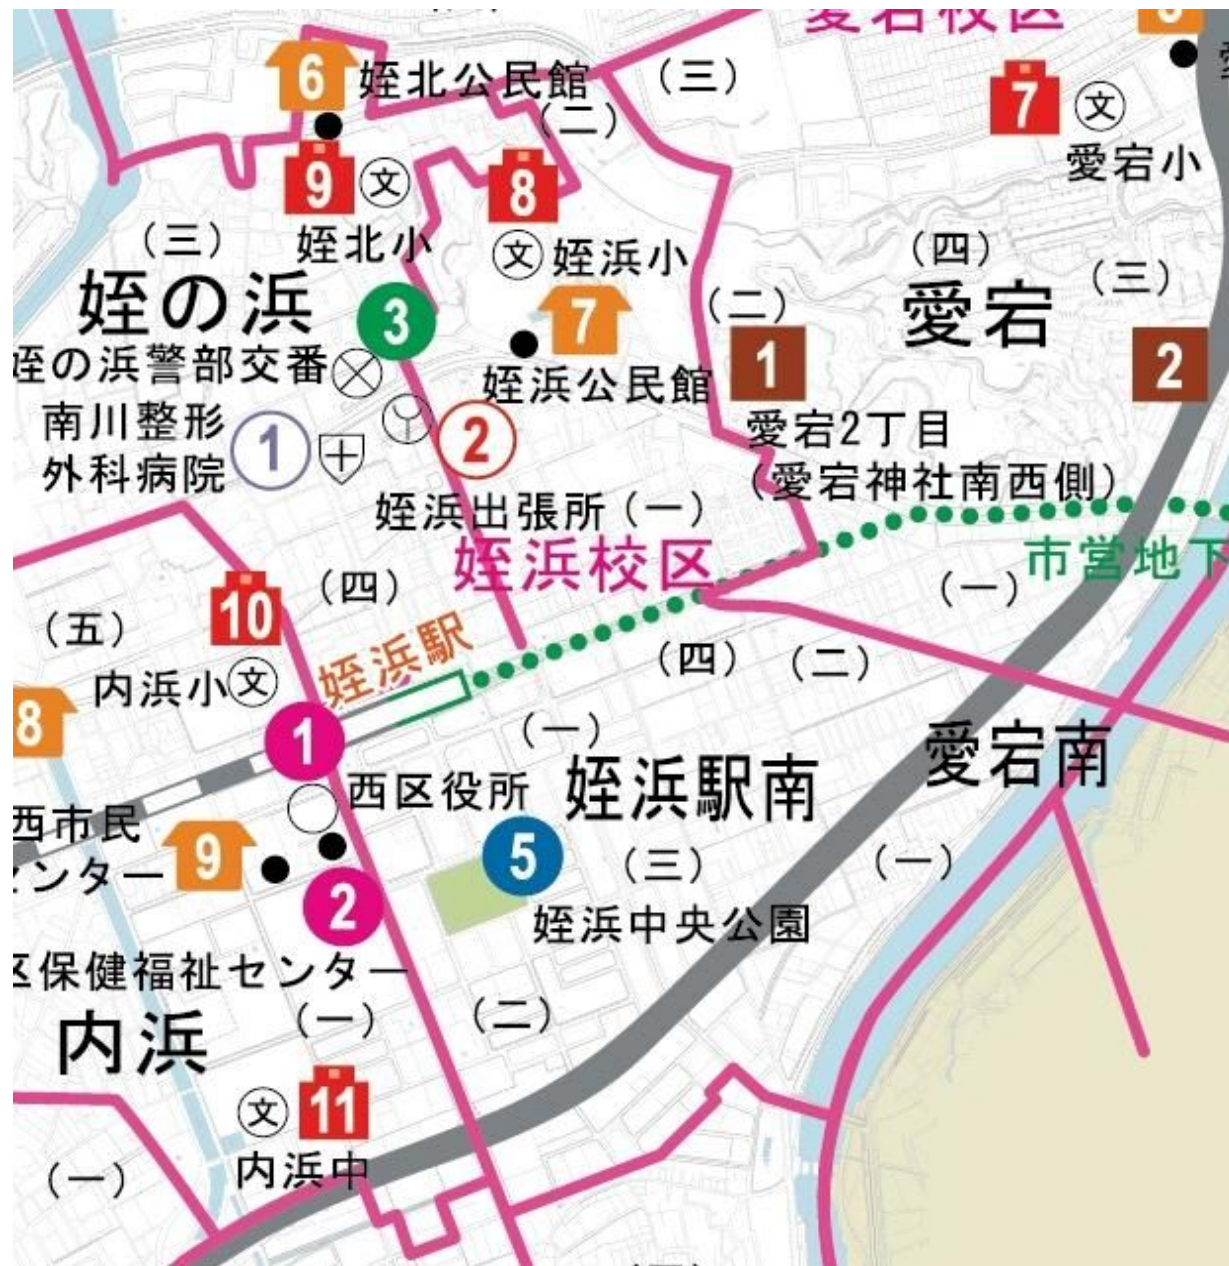 愛宕校区
6
姪北公民館
(三)
(二)
7
文
愛宕小
9
文
姪北小
8
文
姪浜小
(三)
姪の浜
3
7
姪浜公民館
(四)
愛宕
(三)
(二)
1
2
姪の浜警部交番
南川整形
外科病院
1
2
愛宕2丁目
(愛宕神社南西側)
姪浜出張所
(一)
姪浜校区
市営地下
(四)
(一)
10
(五)
内浜小
文
姪浜駅
(四)
(二)
8
1
(一)
姪浜駅南
愛宕南
西区役所
西市民
ンター
9
5
(三)
(一)
2
姪浜中央公園
区保健福祉センター
(一)
(二)
内浜
文
11
内浜中
(一)